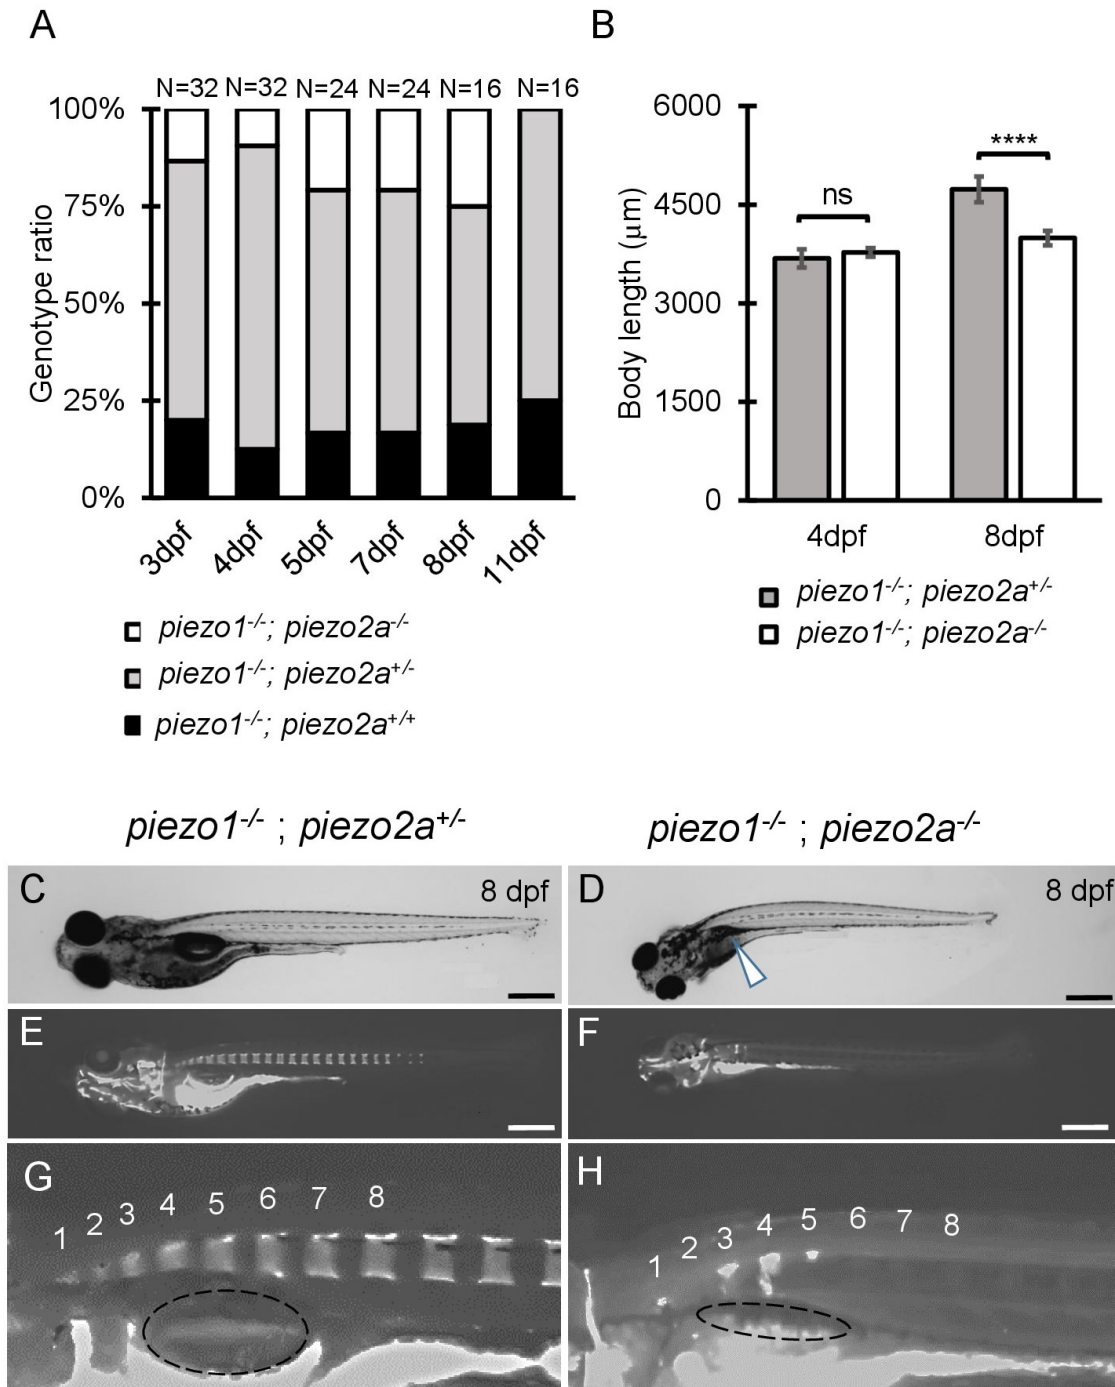 A
N=32 N=32 N=24 N=24 N=16 N=16
100%
75%
50%
25%
0%
Genotype ratio
3dpf 4dpf 5dpf 7dpf 8dpf 11dpf
piezo1-/-; piezo2a-/-
piezo1-/-; piezo2a+/-
piezo1-/-; piezo2a+/+
B
6000
4500
3000
1500
0
Body length (μm)
ns
****
4dpf 8dpf
piezo1-/-; piezo2a+/-
piezo1-/-; piezo2a-/-
piezo1-/- ; piezo2a+/-
piezo1-/- ; piezo2a-/-
C 8 dpf
D 8 dpf
E
F
G
1 2 3 4 5 6 7 8
H
1 2 3 4 5 6 7 8